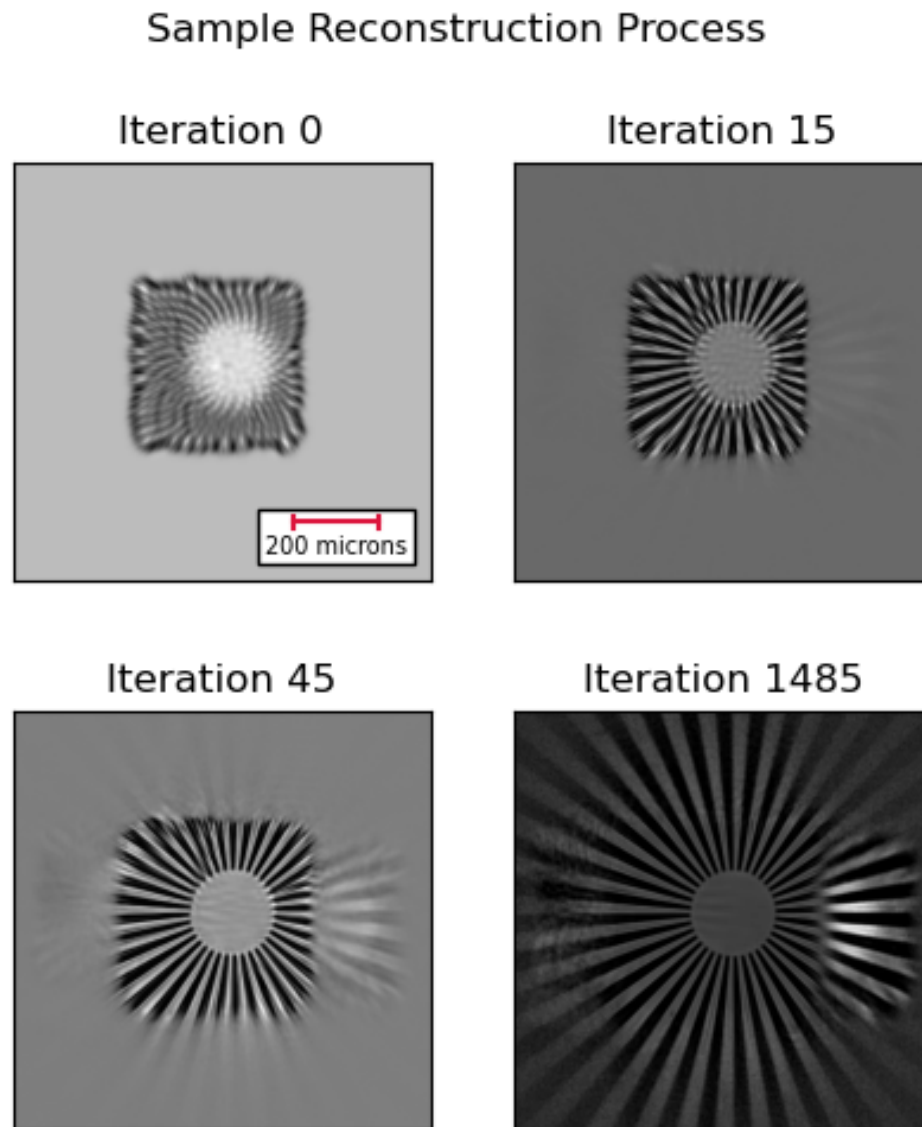 Sample Reconstruction Process
Iteration 0
Iteration 15
200 microns
Iteration 45
Iteration 1485